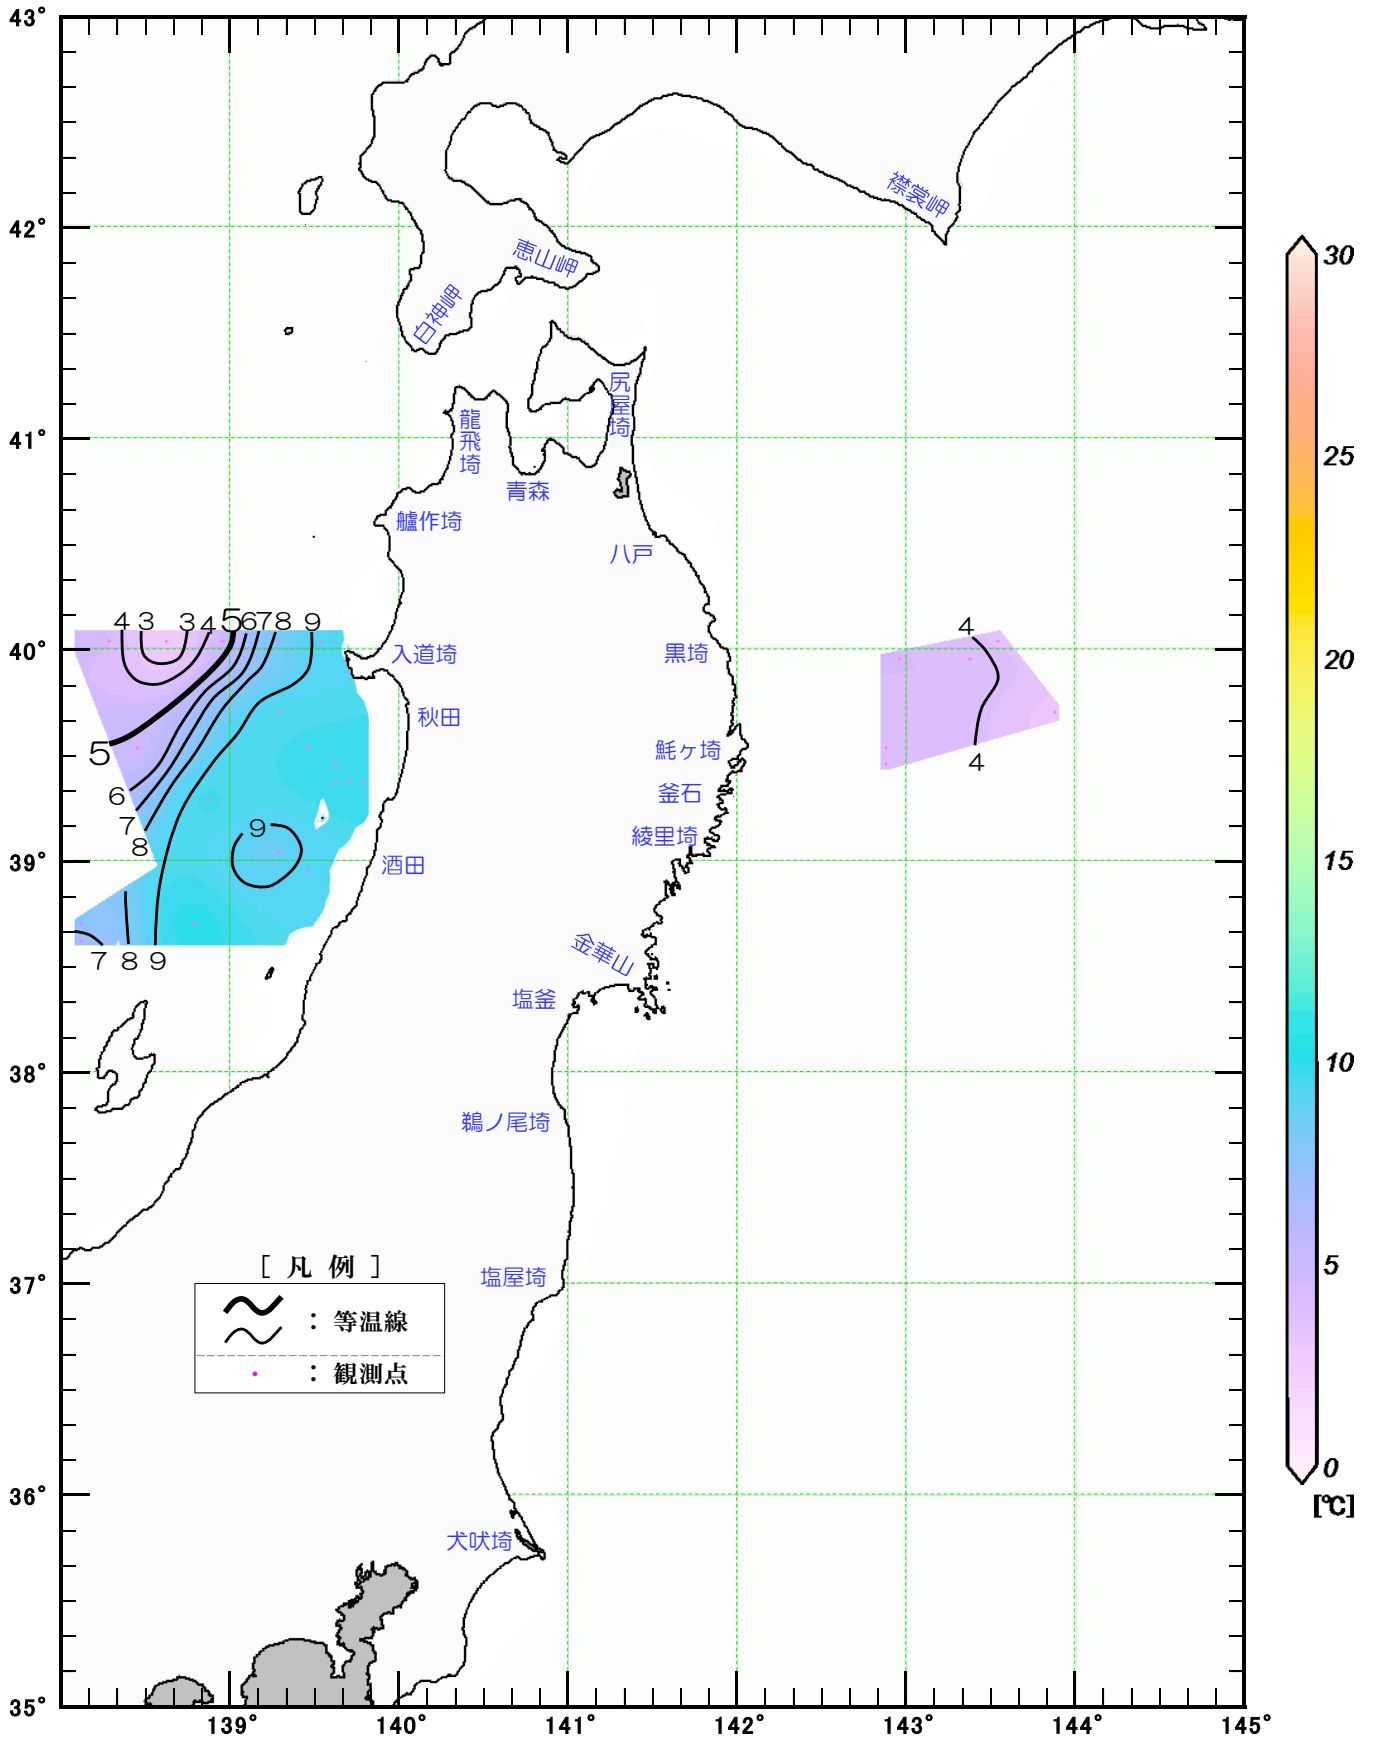 43°
襟裳岬
42°
恵山岬
30
白神岬
尻屋埼
龍飛埼
41°
25
青森
艫作埼
八戸
4 3 3 4 5 6 7 8 9
4
40°
入道埼
黒埼
20
秋田
5
魹ヶ埼
4
6
釜石
7
9
綾里埼
8
39°
酒田
15
金華山
7 8 9
塩釜
38°
10
鵜ノ尾埼
[ 凡 例 ]
塩屋埼
5
37°
：等温線
：観測点
0
36°
[℃]
犬吠埼
35°
139° 140° 141° 142° 143° 144° 145°